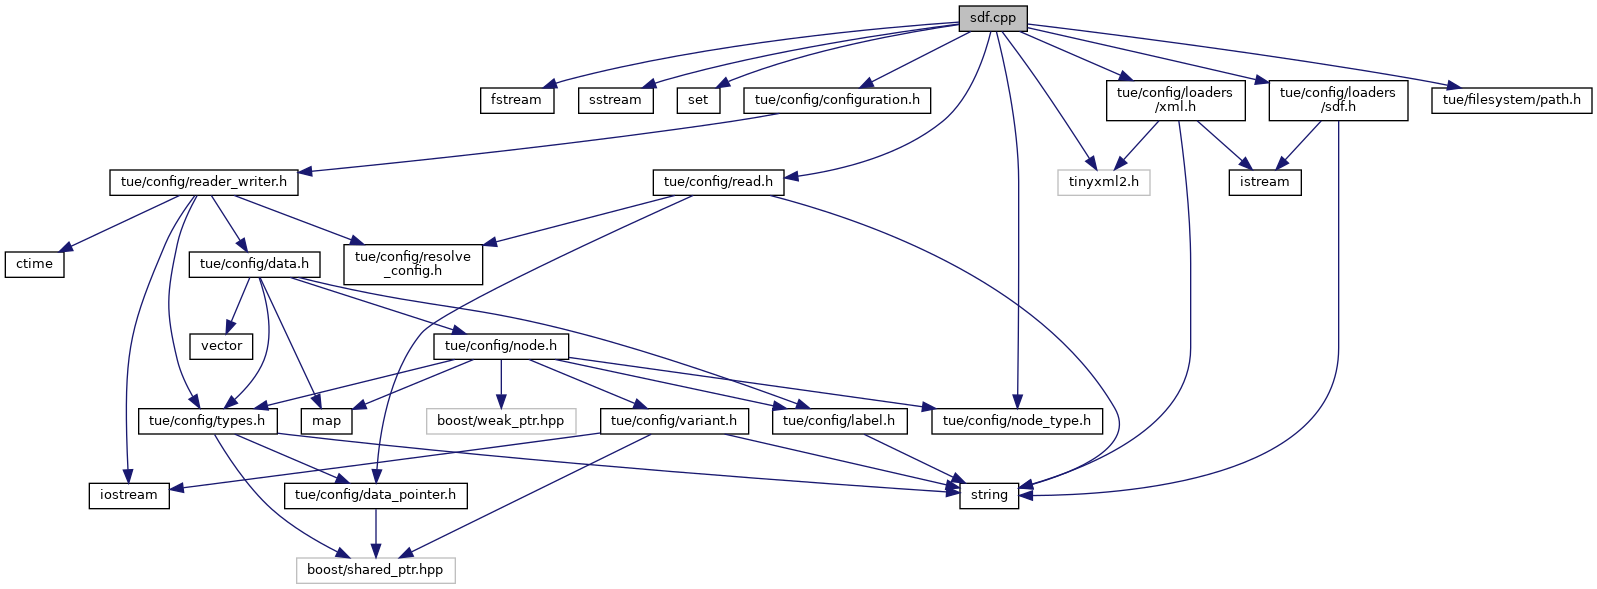 sdf.cpp
fstream
sstream
set
tue/config/configuration.h
tue/config/loaders
/xml.h
tue/config/loaders
/sdf.h
tue/filesystem/path.h
tue/config/reader_writer.h
tue/config/read.h
tinyxml2.h
istream
ctime
tue/config/data.h
tue/config/resolve
_config.h
vector
tue/config/node.h
tue/config/types.h
map
boost/weak_ptr.hpp
tue/config/variant.h
tue/config/label.h
tue/config/node_type.h
iostream
tue/config/data_pointer.h
string
boost/shared_ptr.hpp